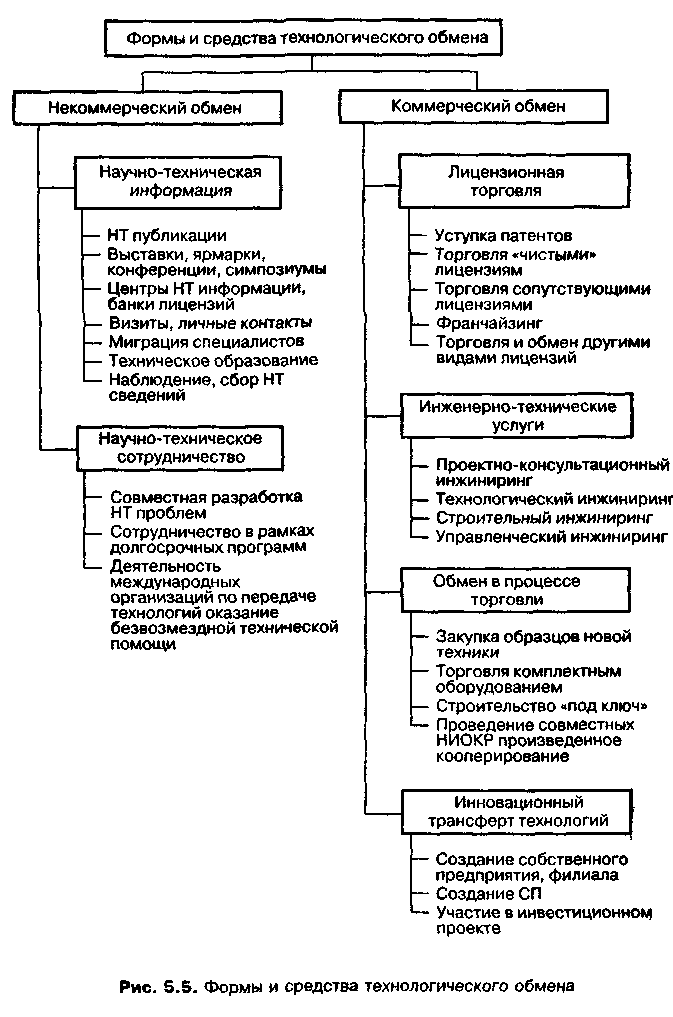 Формы и средства технологического обмена
Некоммерческий обмен
Научно-техническая
информация
НТ публикации
Выставки, ярмарки,
конференции, симпозиумы
Центры НТ информации,
банки лицензий
Визиты, личные контакты
Миграция специалистов
Техническое образование
Наблюдение, сбор НТ
сведений
Научно-техническое
сотрудничество
Совместная разработка
НТ проблем
Сотрудничество в рамках
долгосрочных программ
Деятельность
международных
организаций по передаче
технологий оказание
безвозмездной технической
помощи
Коммерческий обмен
Лицензионная
торговля
Уступка патентов
Торговля «чистыми»
лицензиям
Торговля сопутствующими
лицензиями
Франчайзинг
Торговля и обмен другими
видами лицензий
Инженерно-технические
услуги
Проектно-консультационный
инжиниринг
Технологический инжиниринг
Строительный инжиниринг
Управленческий инжиниринг
Обмен в процессе
торговли
Закупка образцов новой
техники
Торговля комплектным
оборудованием
Строительство «под ключ»
Проведение совместных
НИОКР произведенное
кооперирование
Инновационный
трансферт технологий
Создание собственного
предприятия, филиала
Создание СП
Участие в инвестиционном
проекте
Рис. 5.5. Формы и средства технологического обмена